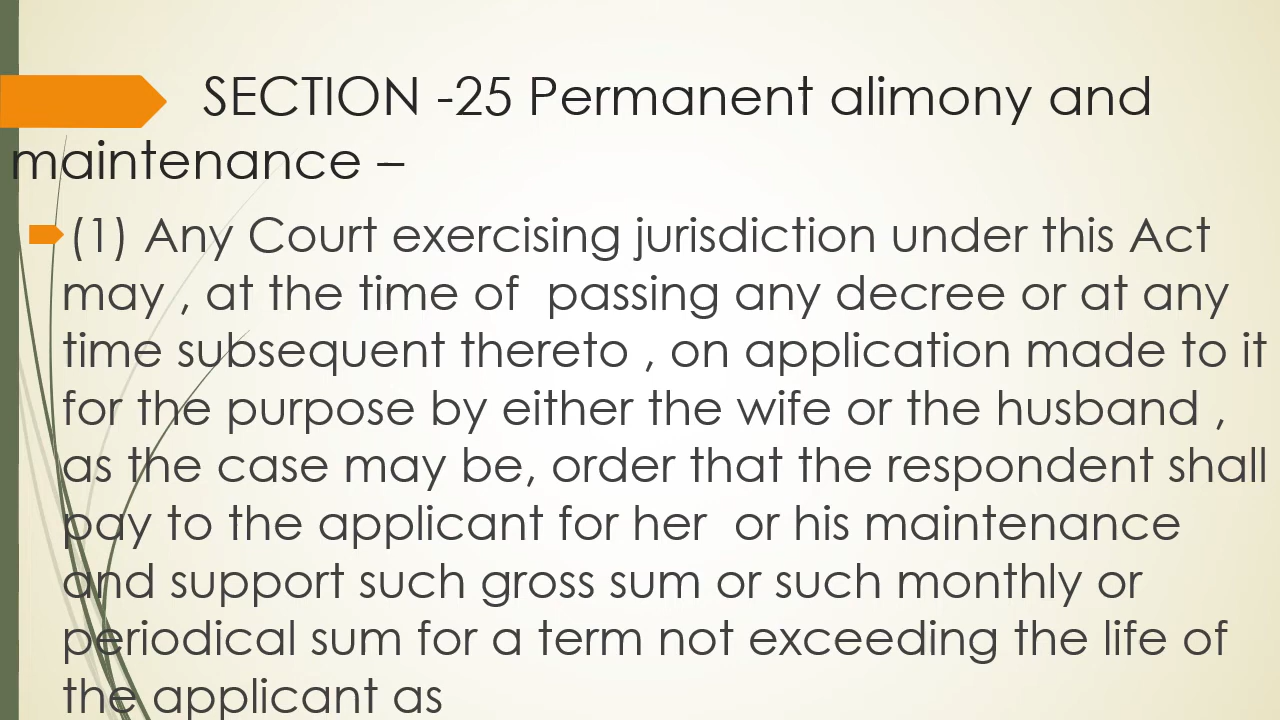 SECTION -25 Permanent alimony and
maintenance –
(1) Any Court exercising jurisdiction under this Act
may , at the time of  passing any decree or at any
time subsequent thereto , on application made to it
for the purpose by either the wife or the husband ,
as the case may be, order that the respondent shall
pay to the applicant for her  or his maintenance
and support such gross sum or such monthly or
periodical sum for a term not exceeding the life of
the applicant as